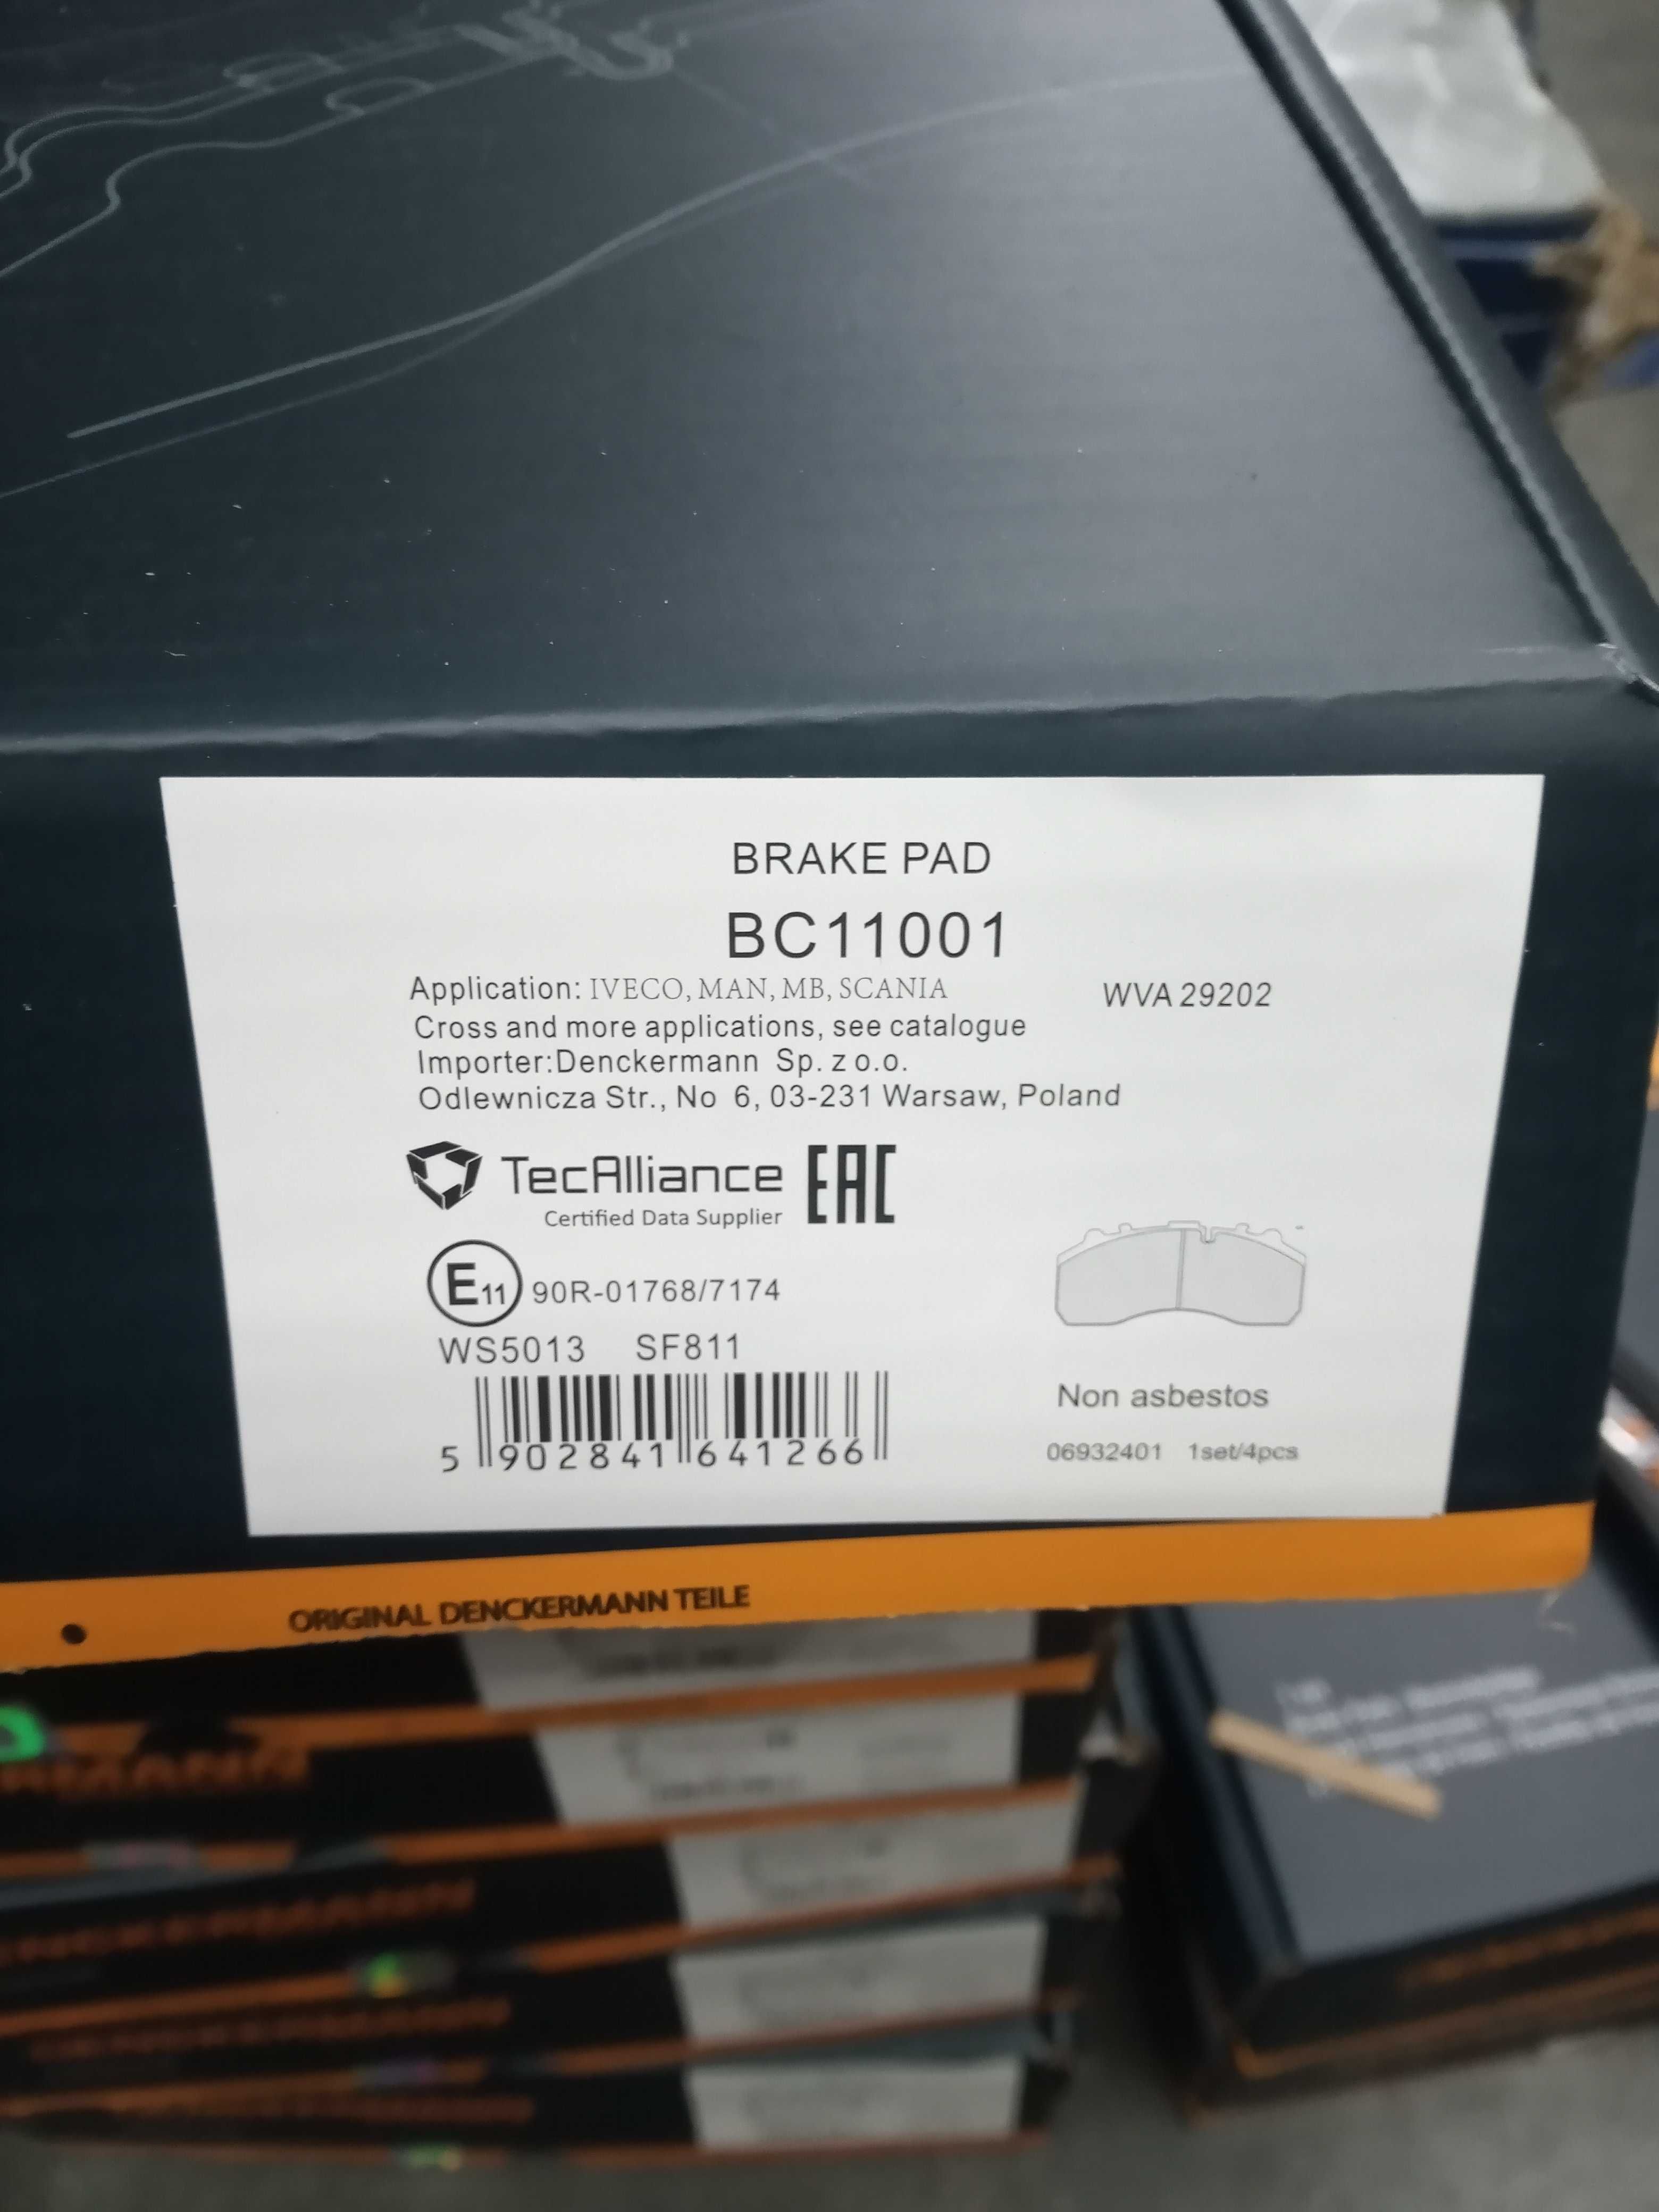 BRAKE PAD
BC11001
Application: IVECO, MAN, MB, SCANIA
WVA 29202
Cross and more applications, see catalogue
Importer:Denckermann Sp. z o.o.
Odlewnicza Str., No 6, 03-231 Warsaw, Poland
TecAlliance
Certified Data Supplier
EAC
E11 90R-01768/7174
WS5013 SF811
5 902841 641266
Non asbestos
06932401 1set/4pcs
ORIGINAL DENCKERMANN TEILE